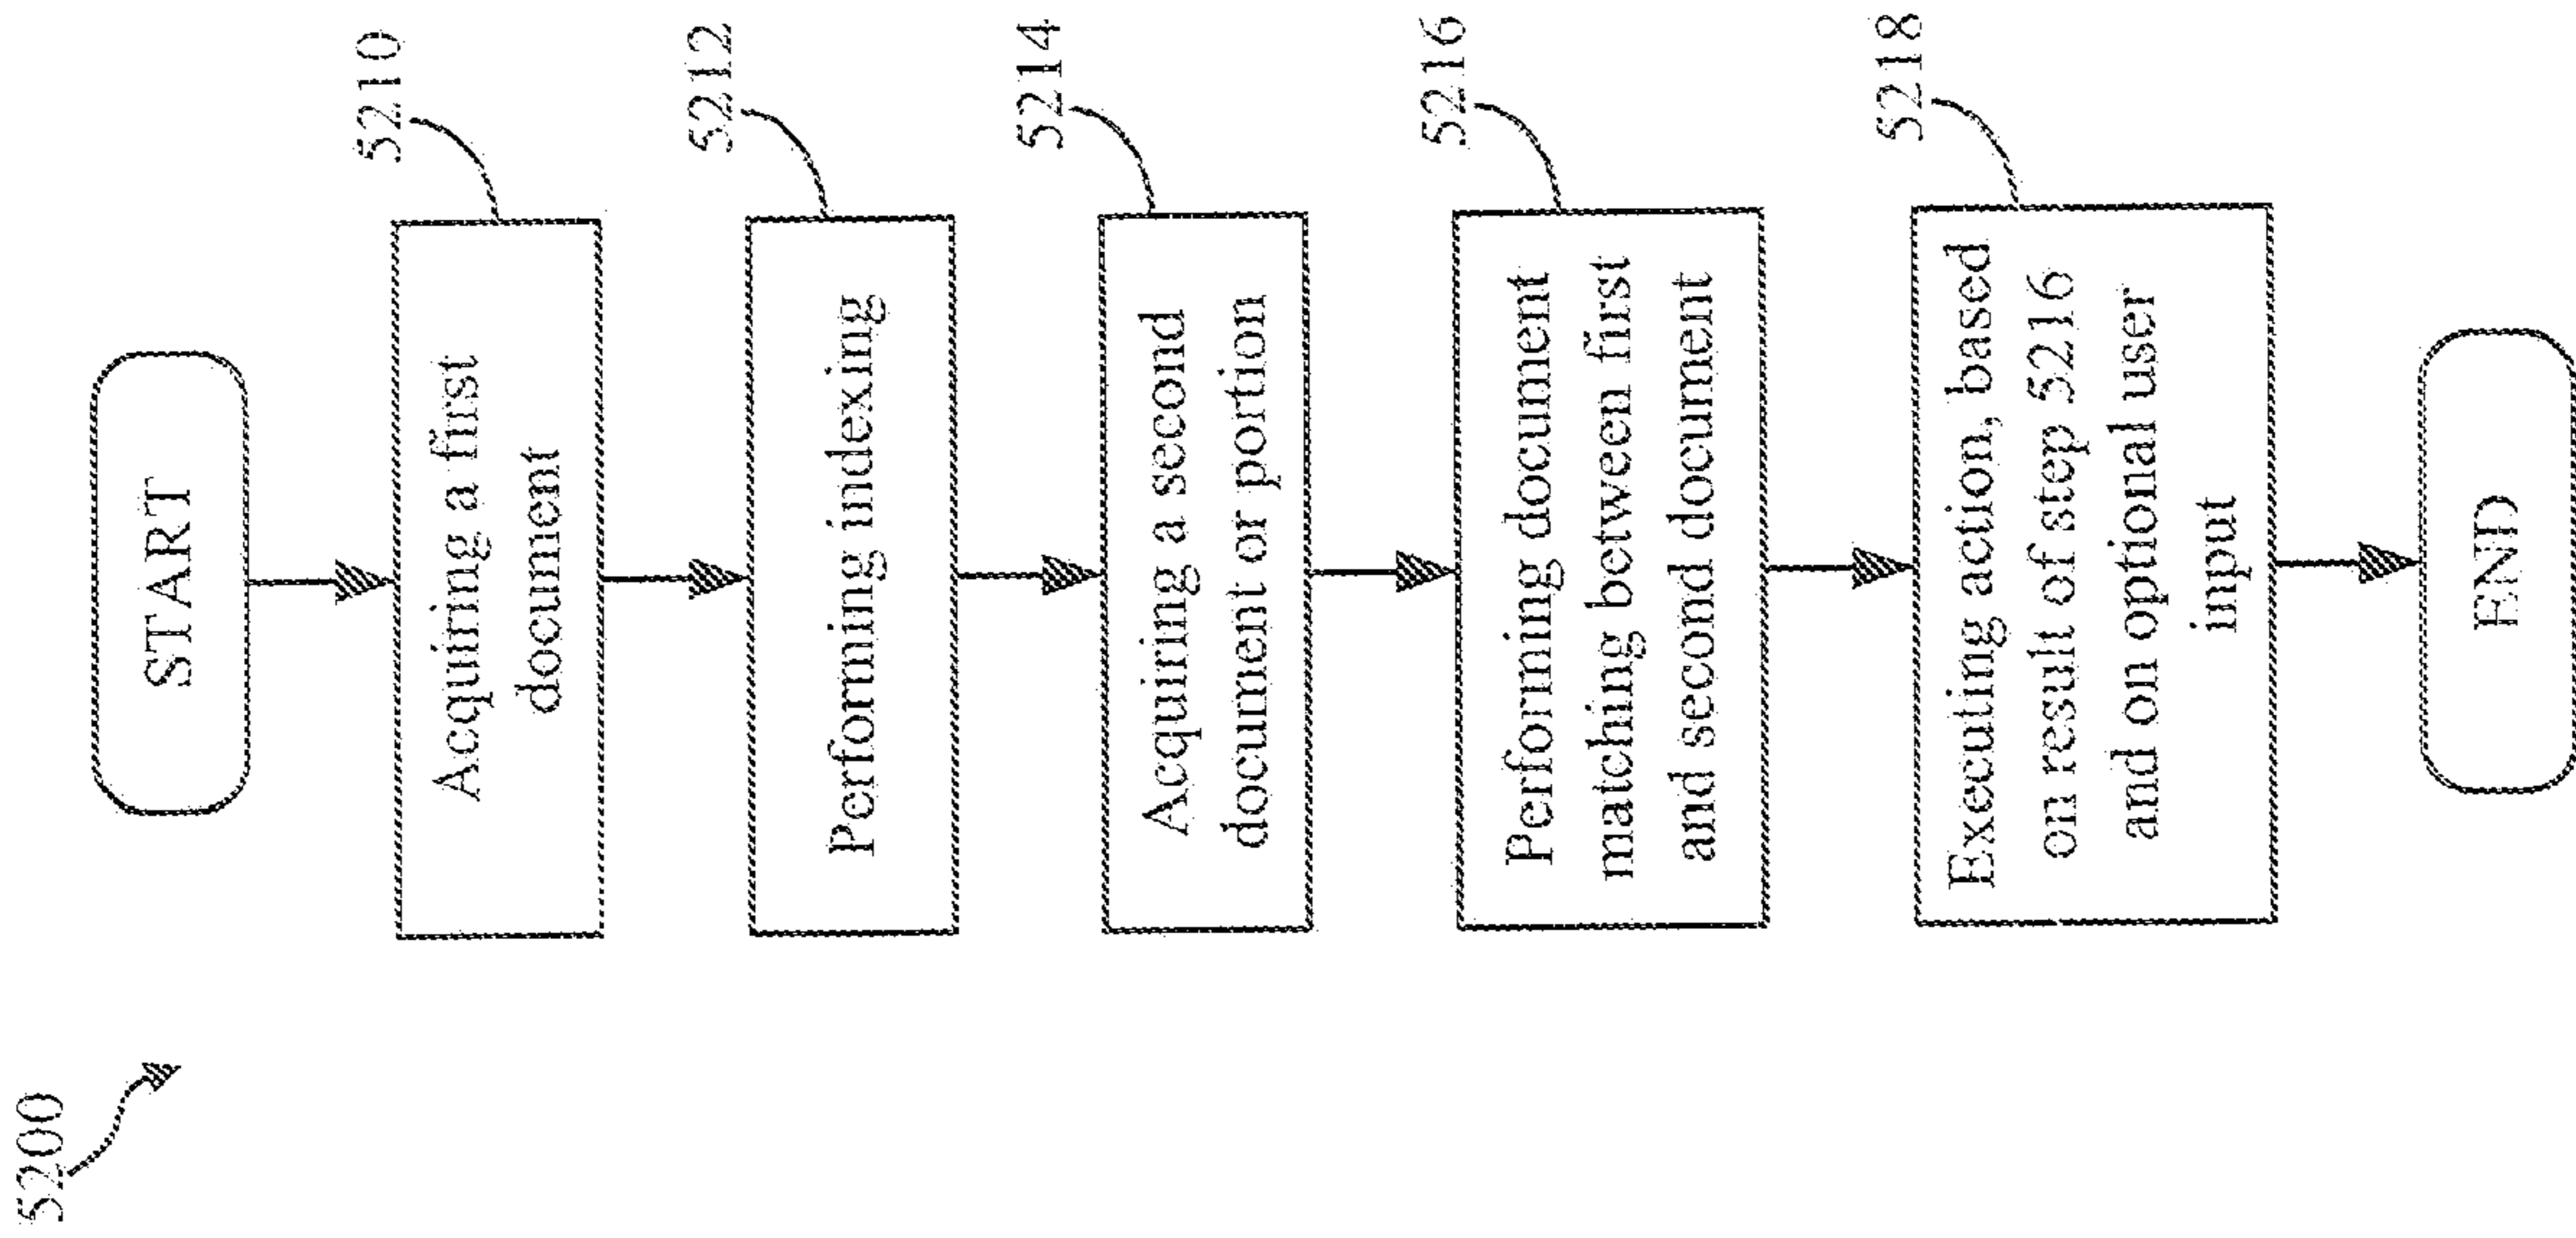 5200
START
Acquiring a first
document
5210
Performing indexing
5212
Acquiring a second
document or portion
5214
Performing document
matching between first
and second document
5216
Executing action, based
on result of step 5216
and on optional user
input
5218
END